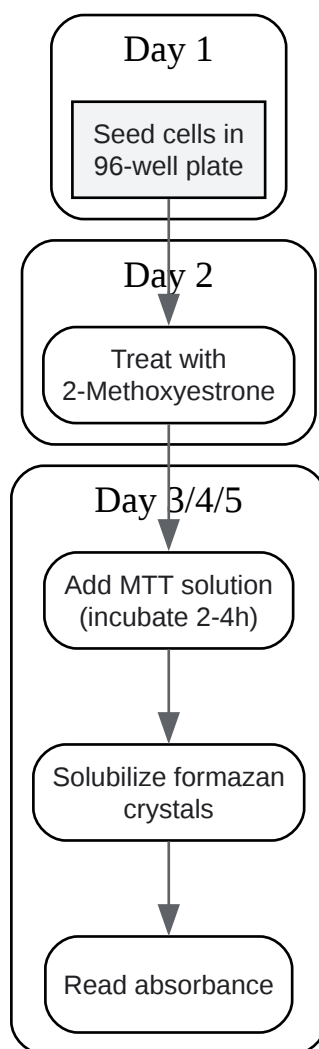 Day 1
Seed cells in
96-well plate
Day 2
Treat with
2-Methoxyestrone
Day 3/4/5
Add MTT solution
(incubate 2-4h)
Solubilize formazan
crystals
Read absorbance